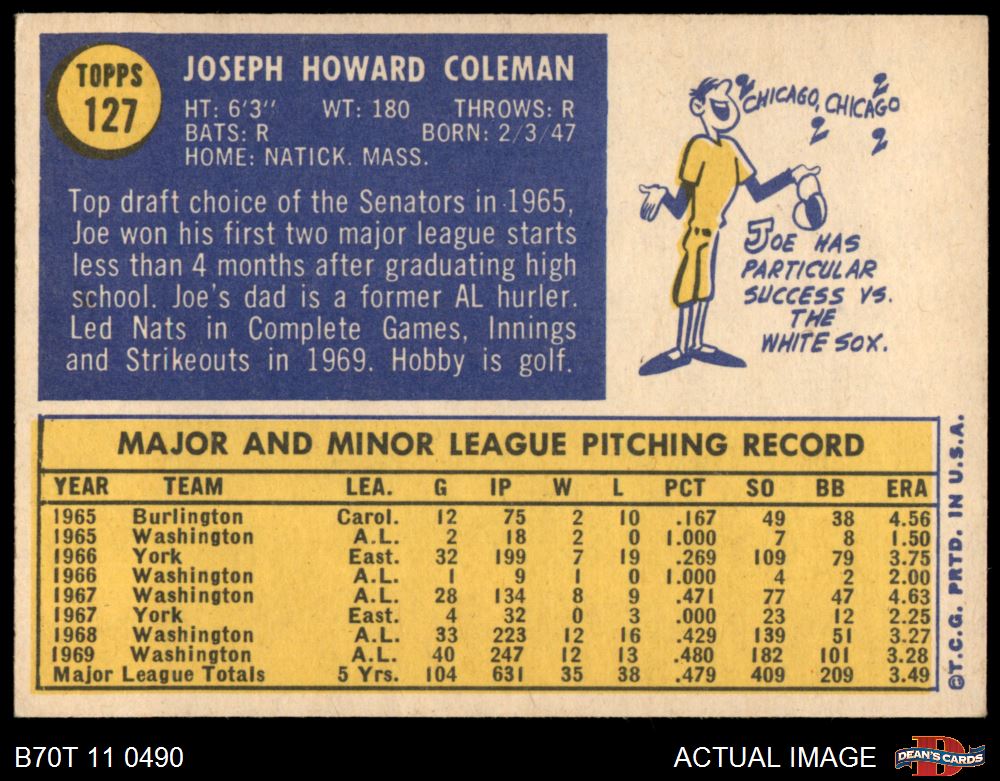 TOPPS
127
JOSEPH HOWARD COLEMAN
HT: 6'3" WT: 180 THROWS: R
BATS: R BORN: 2/3/47
HOME: NATICK. MASS.
Top draft choice of the Senators in 1965,
Joe won his first two major league starts
less than 4 months after graduating high
school. Joe's dad is a former AL hurler.
Led Nats in Complete Games, Innings
and Strikeouts in 1969. Hobby is golf.
CHICAGO, CHICAGO
JOE HAS
PARTICULAR
SUCCESS VS.
THE
WHITE SOX.
MAJOR AND MINOR LEAGUE PITCHING RECORD
YEAR TEAM LEA. G IP W L PCT SO BB ERA
1965 Burlington Carol. 12 75 2 10 .167 49 38 4.56
1965 Washington A.L. 2 18 2 0 1.000 7 8 1.50
1966 York East. 32 199 7 19 .269 109 79 3.75
1966 Washington A.L. 1 9 1 0 1.000 4 2 2.00
1967 Washington A.L. 28 134 8 9 .471 77 47 4.63
1967 York East. 4 32 0 3 .000 23 12 2.25
1968 Washington A.L. 33 223 12 16 .429 139 51 3.27
1969 Washington A.L. 40 247 12 13 .480 182 101 3.28
Major League Totals 5 Yrs. 104 631 35 38 .479 409 209 3.49
©T.C.G. PRTD. IN U.S.A.
B70T 11 0490
ACTUAL IMAGE
DEAN'S CARDS